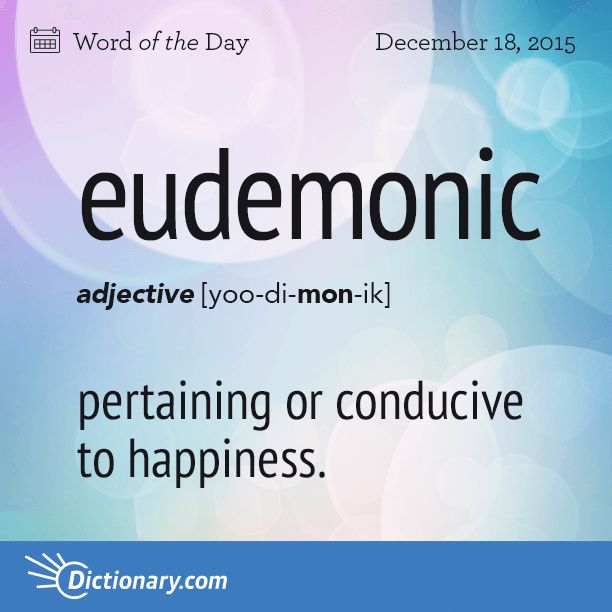 Word of the Day
December 18, 2015
eudemonic
adjective [yoo-di-mon-ik]
pertaining or conducive
to happiness.
Dictionary.com